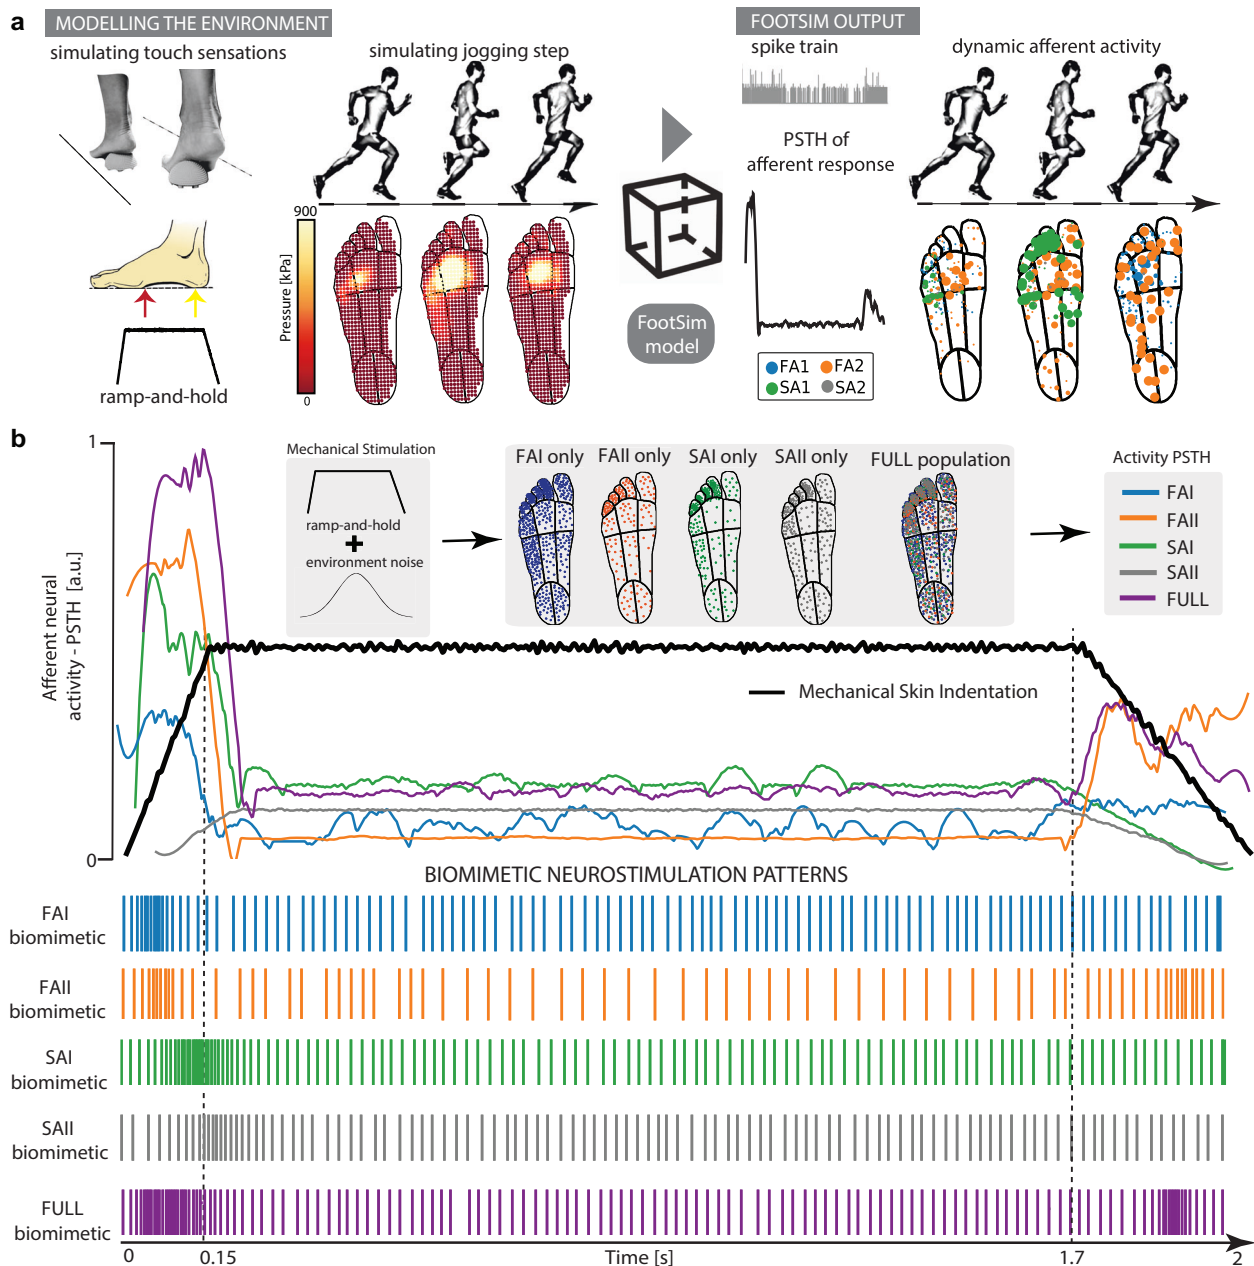 a
MODELLING THE ENVIRONMENT
simulating touch sensations
simulating jogging step
900
Pressure [kPa]
0
ramp-and-hold
FootSim
model
FOOTSIM OUTPUT
spike train
PSTH of
afferent response
FA1
FA2
SA1
SA2
dynamic afferent activity
b
1
Afferent neural
activity - PSTH [a.u.]
0
Mechanical Stimulation
ramp-and-hold
environment noise
FAI only
FAII only
SAI only
SAII only
FULL population
Activity PSTH
FAI
FAII
SAI
SAII
FULL
Mechanical Skin Indentation
BIOMIMETIC NEUROSTIMULATION PATTERNS
FAI
biomimetic
FAII
biomimetic
SAI
biomimetic
SAII
biomimetic
FULL
biomimetic
0
0.15
Time [s]
1.7
2